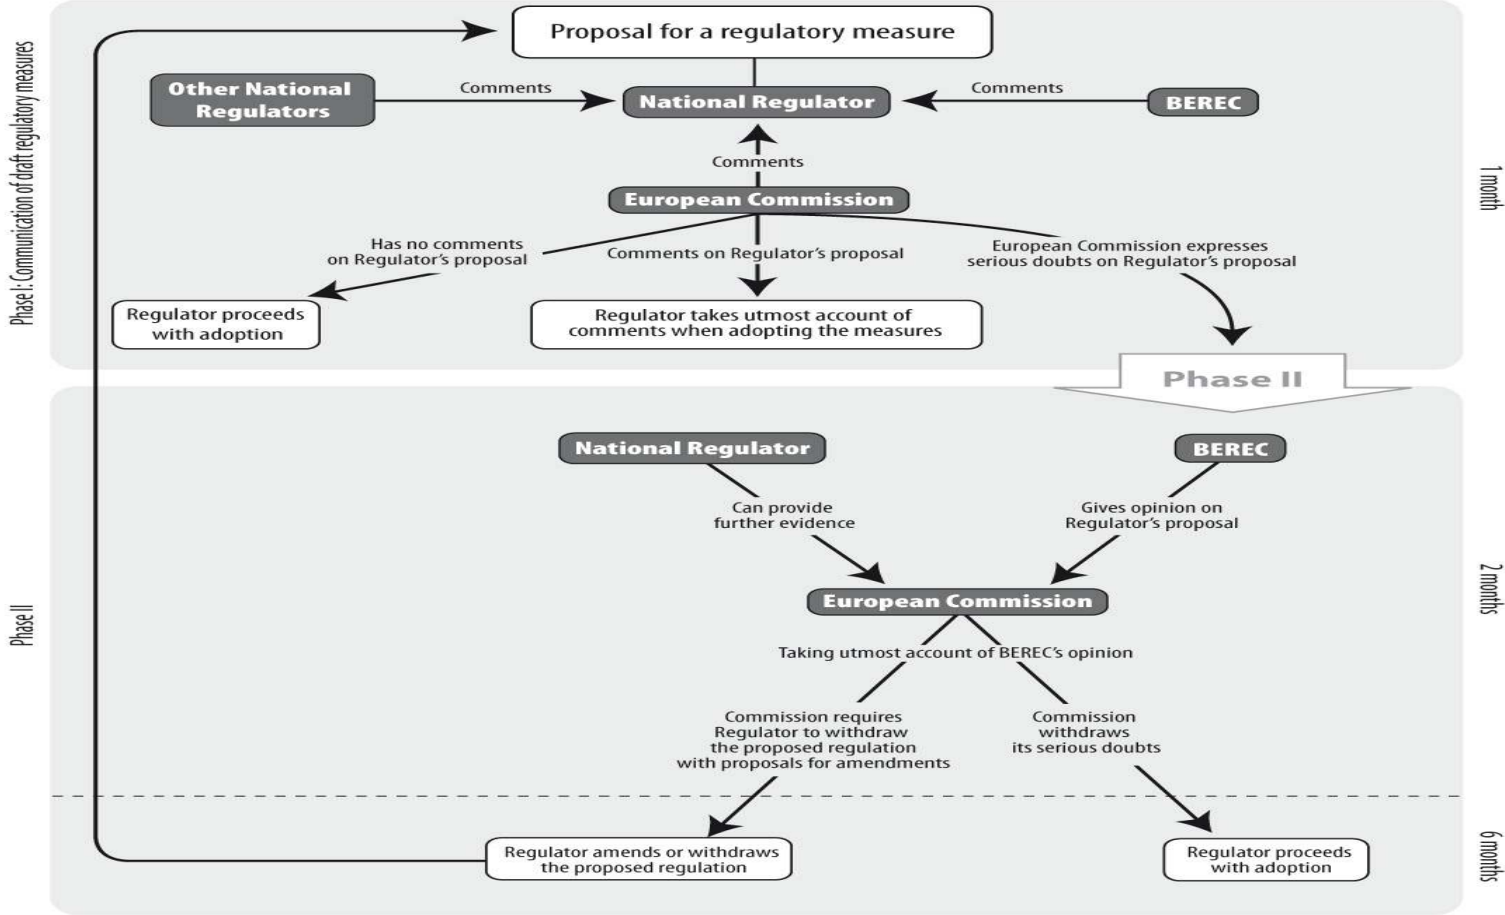 Proposal for a regulatory measure
Other National
Regulators
Comments
National Regulator
Comments
BEREC
Comments
European Commission
Has no comments
on Regulator's proposal
Comments on Regulator's proposal
European Commission expresses
serious doubts on Regulator's proposal
Regulator proceeds
with adoption
Regulator takes utmost account of
comments when adopting the measures
Phase I: Communication of draft regulatory measures
1 month
Phase II
National Regulator
BEREC
Can provide
further evidence
Gives opinion on
Regulator's proposal
European Commission
Taking utmost account of BEREC's opinion
Commission requires
Regulator to withdraw
the proposed regulation
with proposals for amendments
Commission
withdraws
its serious doubts
Phase II
2 months
Regulator amends or withdraws
the proposed regulation
Regulator proceeds
with adoption
6 months